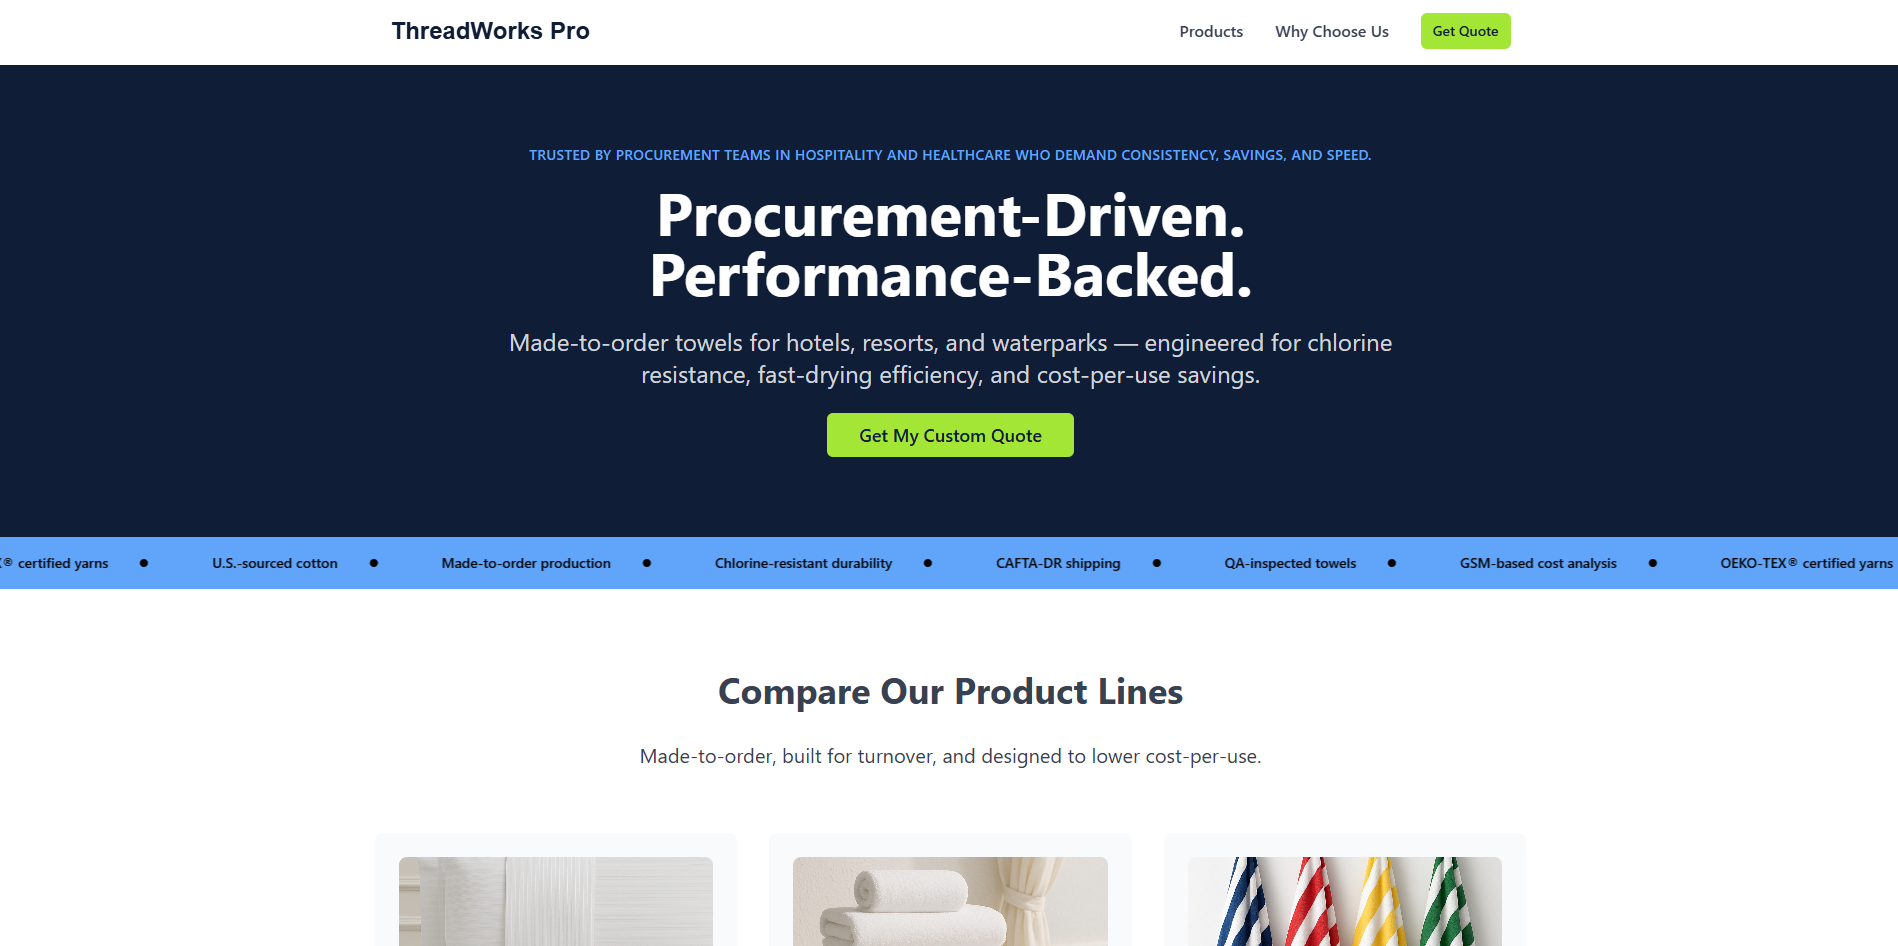 ThreadWorks Pro
Products
Why Choose Us
Get Quote
TRUSTED BY PROCUREMENT TEAMS IN HOSPITALITY AND HEALTHCARE WHO DEMAND CONSISTENCY, SAVINGS, AND SPEED.
Procurement-Driven.
Performance-Backed.
Made-to-order towels for hotels, resorts, and waterparks — engineered for chlorine
resistance, fast-drying efficiency, and cost-per-use savings.
Get My Custom Quote
® certified yarns ● U.S.-sourced cotton ● Made-to-order production ● Chlorine-resistant durability ● CAFTA-DR shipping ● QA-inspected towels ● GSM-based cost analysis ● OEKO-TEX® certified yarns
Compare Our Product Lines
Made-to-order, built for turnover, and designed to lower cost-per-use.